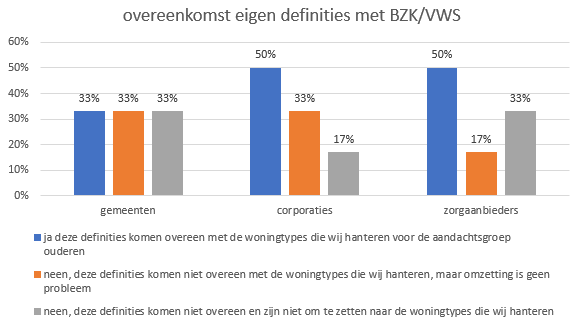 overeenkomst eigen definities met BZK/VWS
60%
50%
40%
30%
20%
10%
0%
33% 33% 33%
50% 33% 17%
50% 17% 33%
gemeenten corporaties zorgaanbieders
ja deze definities komen overeen met de woningtypes die wij hanteren voor de aandachtsgroep
ouderen
neen, deze definities komen niet overeen met de woningtypes die wij hanteren, maar omzetting is geen
probleem
neen, deze definities komen niet overeen en zijn niet om te zetten naar de woningtypes die wij hanteren